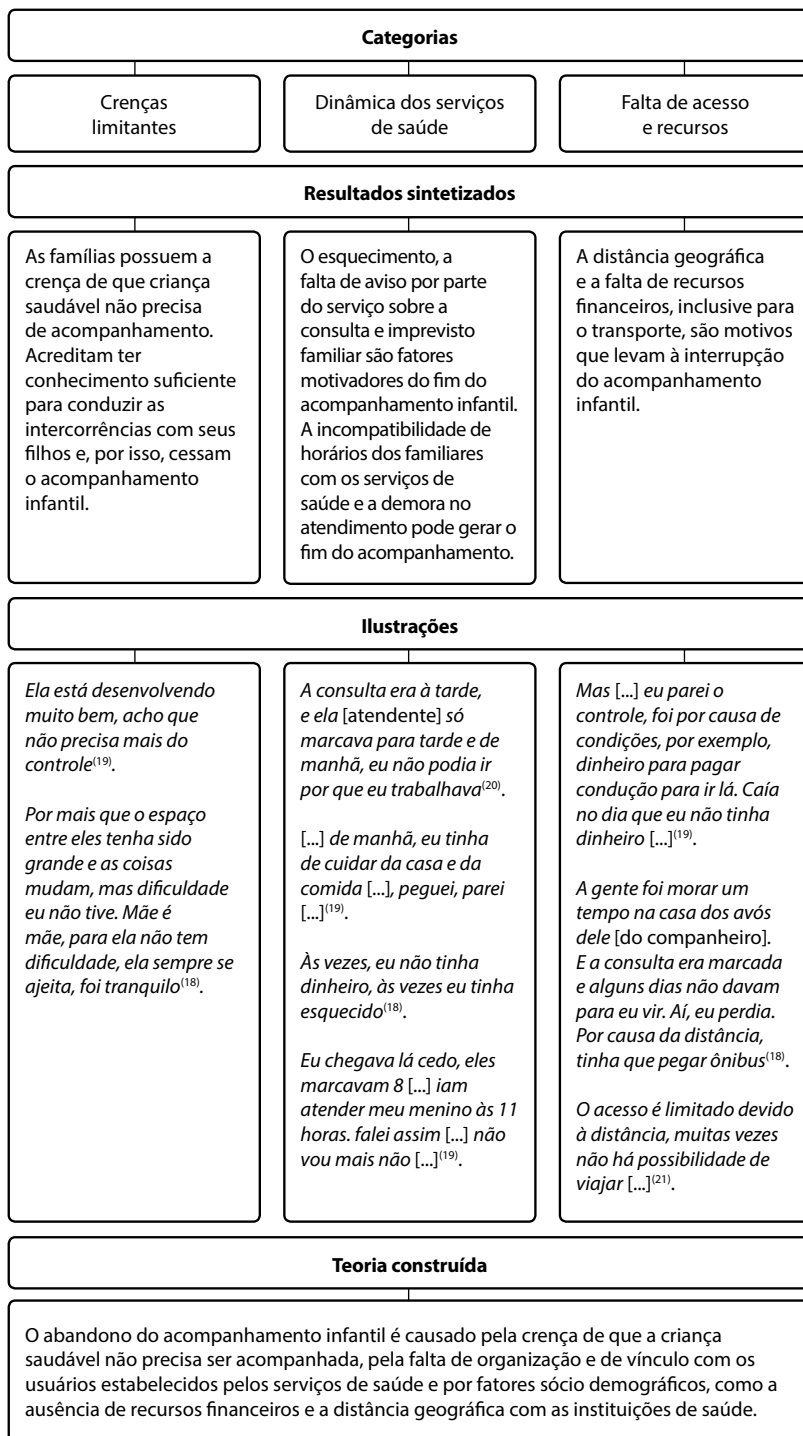 Categorias
Crenças
limitantes
Dinâmica dos serviços
de saúde
Falta de acesso
e recursos
Resultados sintetizados
As famílias possuem a
crença de que criança
saudável não precisa
de acompanhamento.
Acreditam ter
conhecimento suficiente
para conduzir as
intercorrências com seus
filhos e, por isso, cessam
o acompanhamento
infantil.
O esquecimento, a
falta de aviso por parte
do serviço sobre a
consulta e imprevisto
familiar são fatores
motivadores do fim do
acompanhamento infantil.
A incompatibilidade de
horários dos familiares
com os serviços de
saúde e a demora no
atendimento pode gerar o
fim do acompanhamento.
A distância geográfica
e a falta de recursos
financeiros, inclusive para
o transporte, são motivos
que levam à interrupção
do acompanhamento
infantil.
Ilustrações
Ela está desenvolvendo
muito bem, acho que
não precisa mais do
controle(19).
Por mais que o espaço
entre eles tenha sido
grande e as coisas
mudam, mas dificuldade
eu não tive. Mãe é
mãe, para ela não tem
dificuldade, ela sempre se
ajeita, foi tranquilo(18).
A consulta era à tarde,
e ela [atendente] só
marcava para tarde e de
manhã, eu não podia ir
por que eu trabalhava(20).
[...] de manhã, eu tinha
de cuidar da casa e da
comida [...], peguei, parei
[...](19).
Às vezes, eu não tinha
dinheiro, às vezes eu tinha
esquecido(18).
Eu chegava lá cedo, eles
marcavam 8 [...] iam
atender meu menino às 11
horas. falei assim [...] não
vou mais não [...](19).
Mas [...] eu parei o
controle, foi por causa de
condições, por exemplo,
dinheiro para pagar
condução para ir lá. Caía
no dia que eu não tinha
dinheiro [...](19).
A gente foi morar um
tempo na casa dos avós
dele [do companheiro].
E a consulta era marcada
e alguns dias não davam
para eu vir. Aí, eu perdia.
Por causa da distância,
tinha que pegar ônibus(18).
O acesso é limitado devido
à distância, muitas vezes
não há possibilidade de
viajar [...](21).
Teoria construída
O abandono do acompanhamento infantil é causado pela crença de que a criança
saudável não precisa ser acompanhada, pela falta de organização e de vínculo com os
usuários estabelecidos pelos serviços de saúde e por fatores sócio demográficos, como a
ausência de recursos financeiros e a distância geográfica com as instituições de saúde.